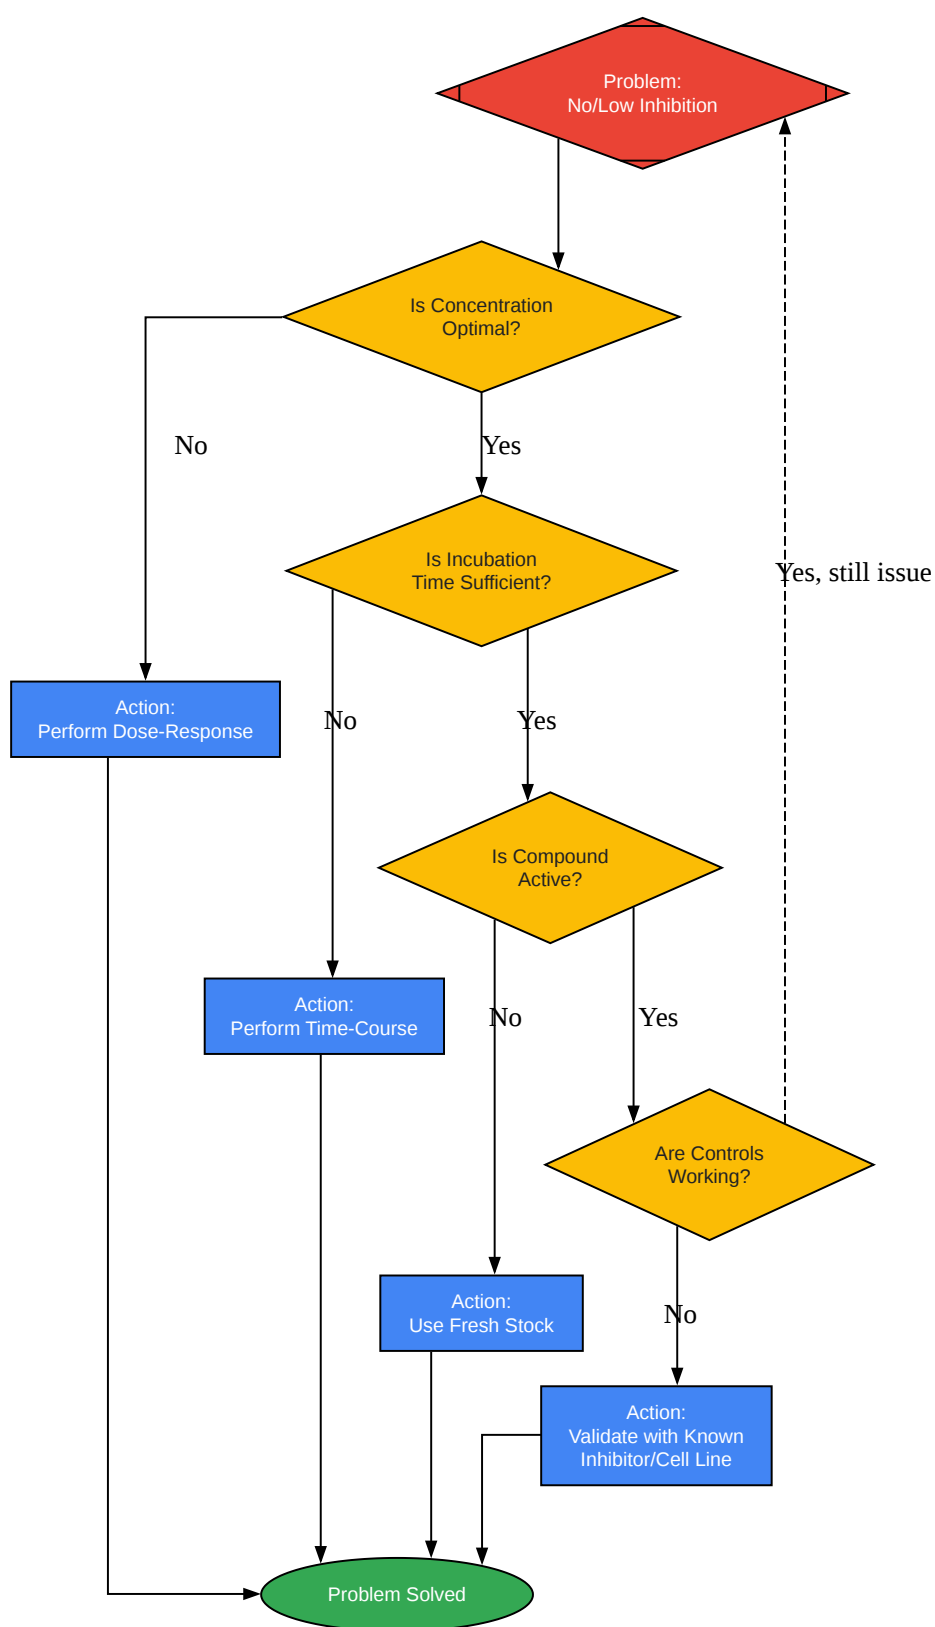 Problem:
No/Low Inhibition
Is Concentration
Optimal?
No
Yes
Is Incubation
Time Sufficient?
Yes, still issue
Action:
Perform Dose-Response
No
Yes
Is Compound
Active?
Action:
Perform Time-Course
No
Yes
Are Controls
Working?
Action:
Use Fresh Stock
No
Action:
Validate with Known
Inhibitor/Cell Line
Problem Solved